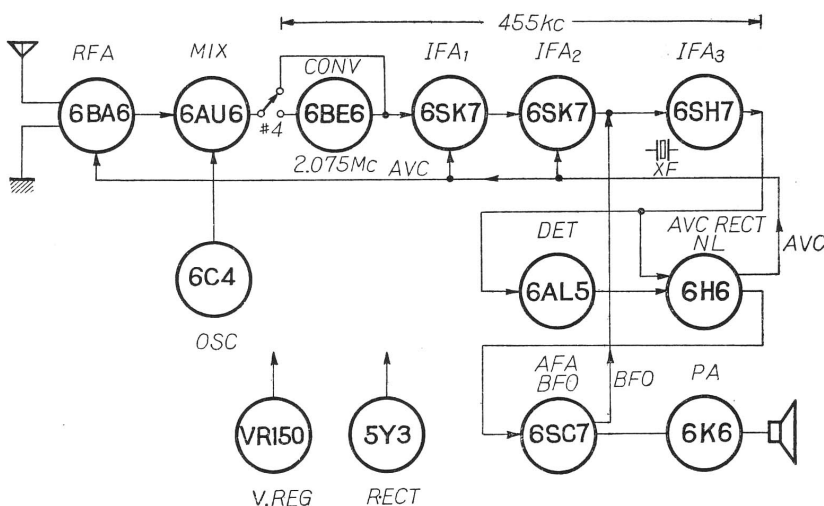 455kc
RFA MIX CONV IFA1 IFA2 IFA3
6BA6 6AU6 6BE6 6SK7 6SK7 6SH7
#4
2.075Mc AVC XF
DET AVC RECT
NL AVC
6C4 6AL5 6H6
OSC
AFA
BFO BFO PA
VR150 5Y3 6SC7 6K6
V.REG RECT